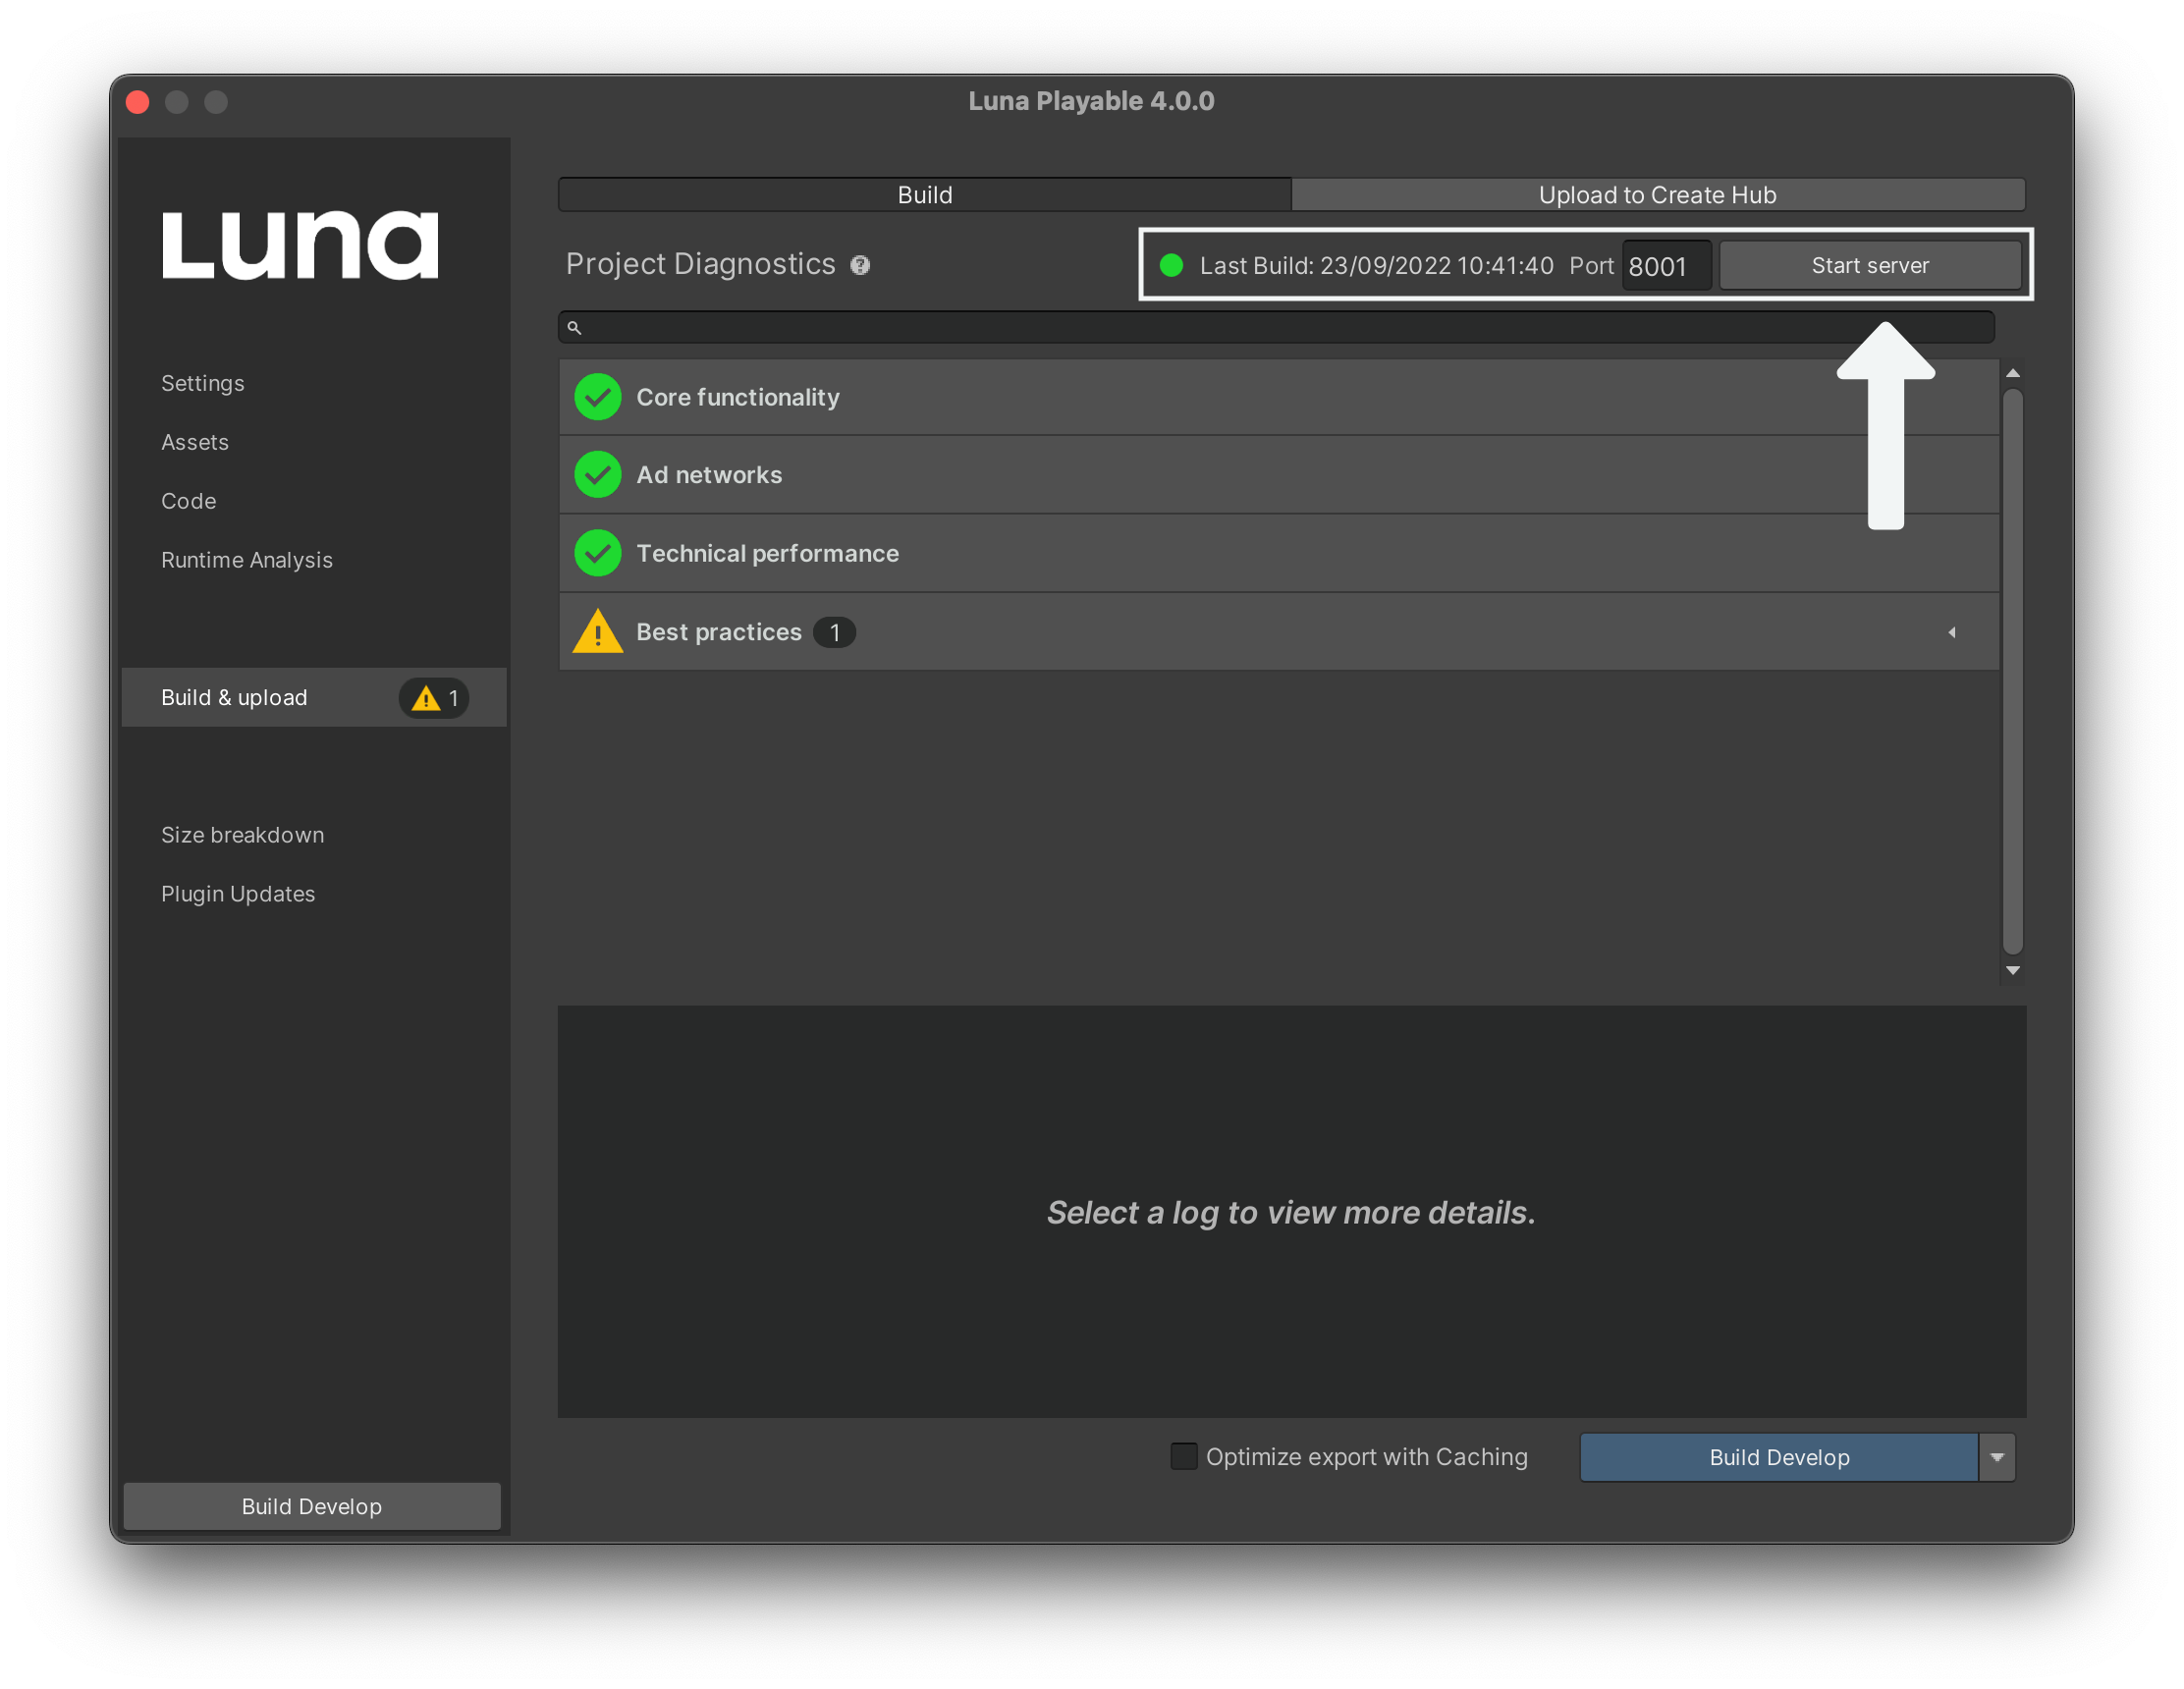 Luna Playable 4.0.0
Luna
Settings
Assets
Code
Runtime Analysis
Build & upload 1
Size breakdown
Plugin Updates
Build Develop
Build Upload to Create Hub
Project Diagnostics ? Last Build: 23/09/2022 10:41:40 Port 8001 Start server
Core functionality
Ad networks
Technical performance
Best practices 1
Select a log to view more details.
Optimize export with Caching Build Develop